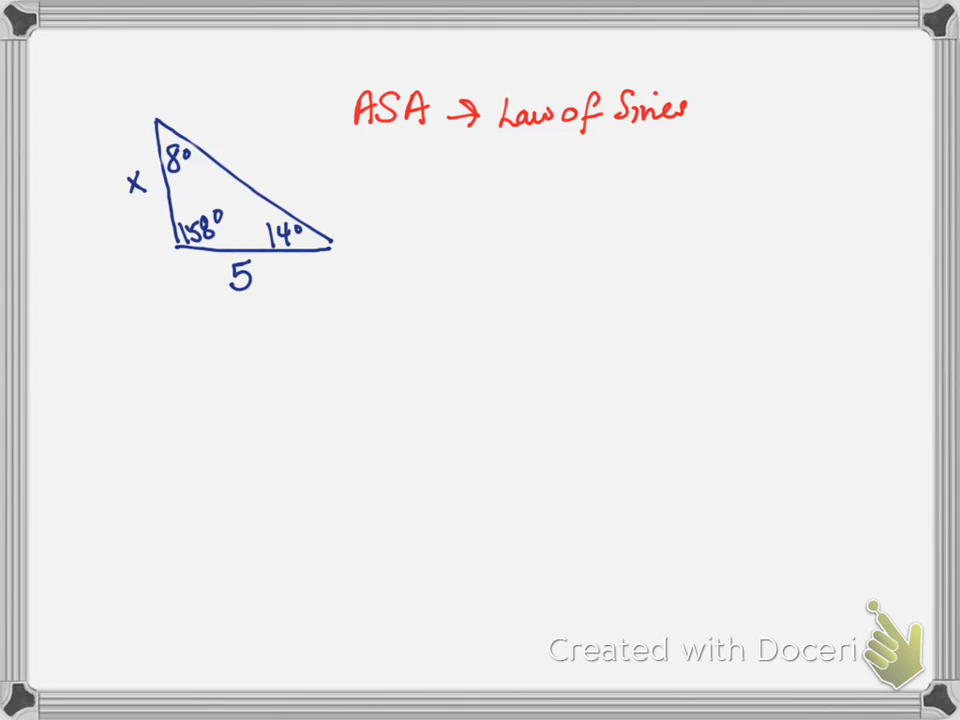 ASA → Law of Sines
8°
x
158°
14°
5
Created with Doceri